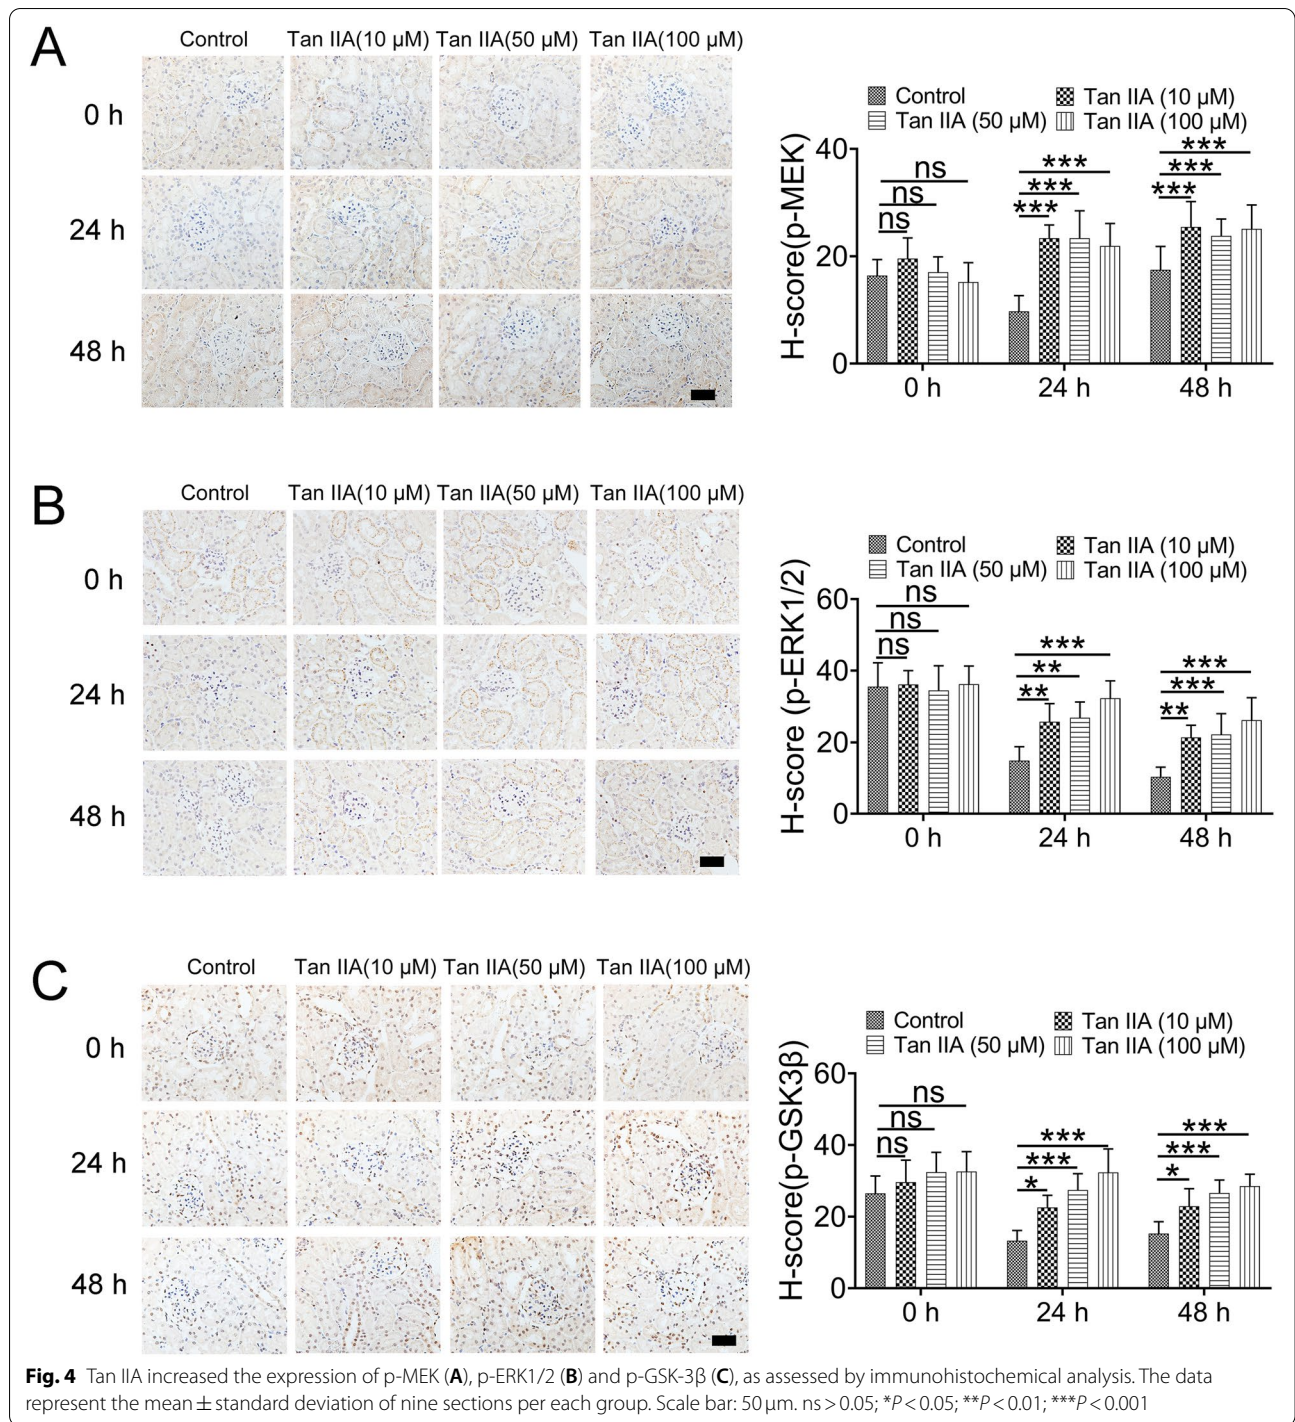 A
Control Tan IIA(10 µM) Tan IIA(50 µM) Tan IIA(100 µM)
0 h
24 h
48 h
Control Tan IIA (10 µM)
Tan IIA (50 µM) Tan IIA (100 µM)
H-score(p-MEK)
40
20
0
ns
ns
ns
***
***
***
***
***
***
0 h 24 h 48 h
B
Control Tan IIA(10 µM) Tan IIA(50 µM) Tan IIA(100 µM)
0 h
24 h
48 h
Control Tan IIA (10 µM)
Tan IIA (50 µM) Tan IIA (100 µM)
H-score (p-ERK1/2)
60
40
20
0
ns
ns
ns
***
**
**
***
***
**
0 h 24 h 48 h
C
Control Tan IIA(10 µM) Tan IIA(50 µM) Tan IIA(100 µM)
0 h
24 h
48 h
Control Tan IIA (10 µM)
Tan IIA (50 µM) Tan IIA (100 µM)
H-score(p-GSK3β)
60
40
20
0
ns
ns
ns
***
***
*
***
***
*
0 h 24 h 48 h
Fig. 4 Tan IIA increased the expression of p-MEK (A), p-ERK1/2 (B) and p-GSK-3β (C), as assessed by immunohistochemical analysis. The data
represent the mean ± standard deviation of nine sections per each group. Scale bar: 50 µm. ns > 0.05; *P < 0.05; **P < 0.01; ***P < 0.001